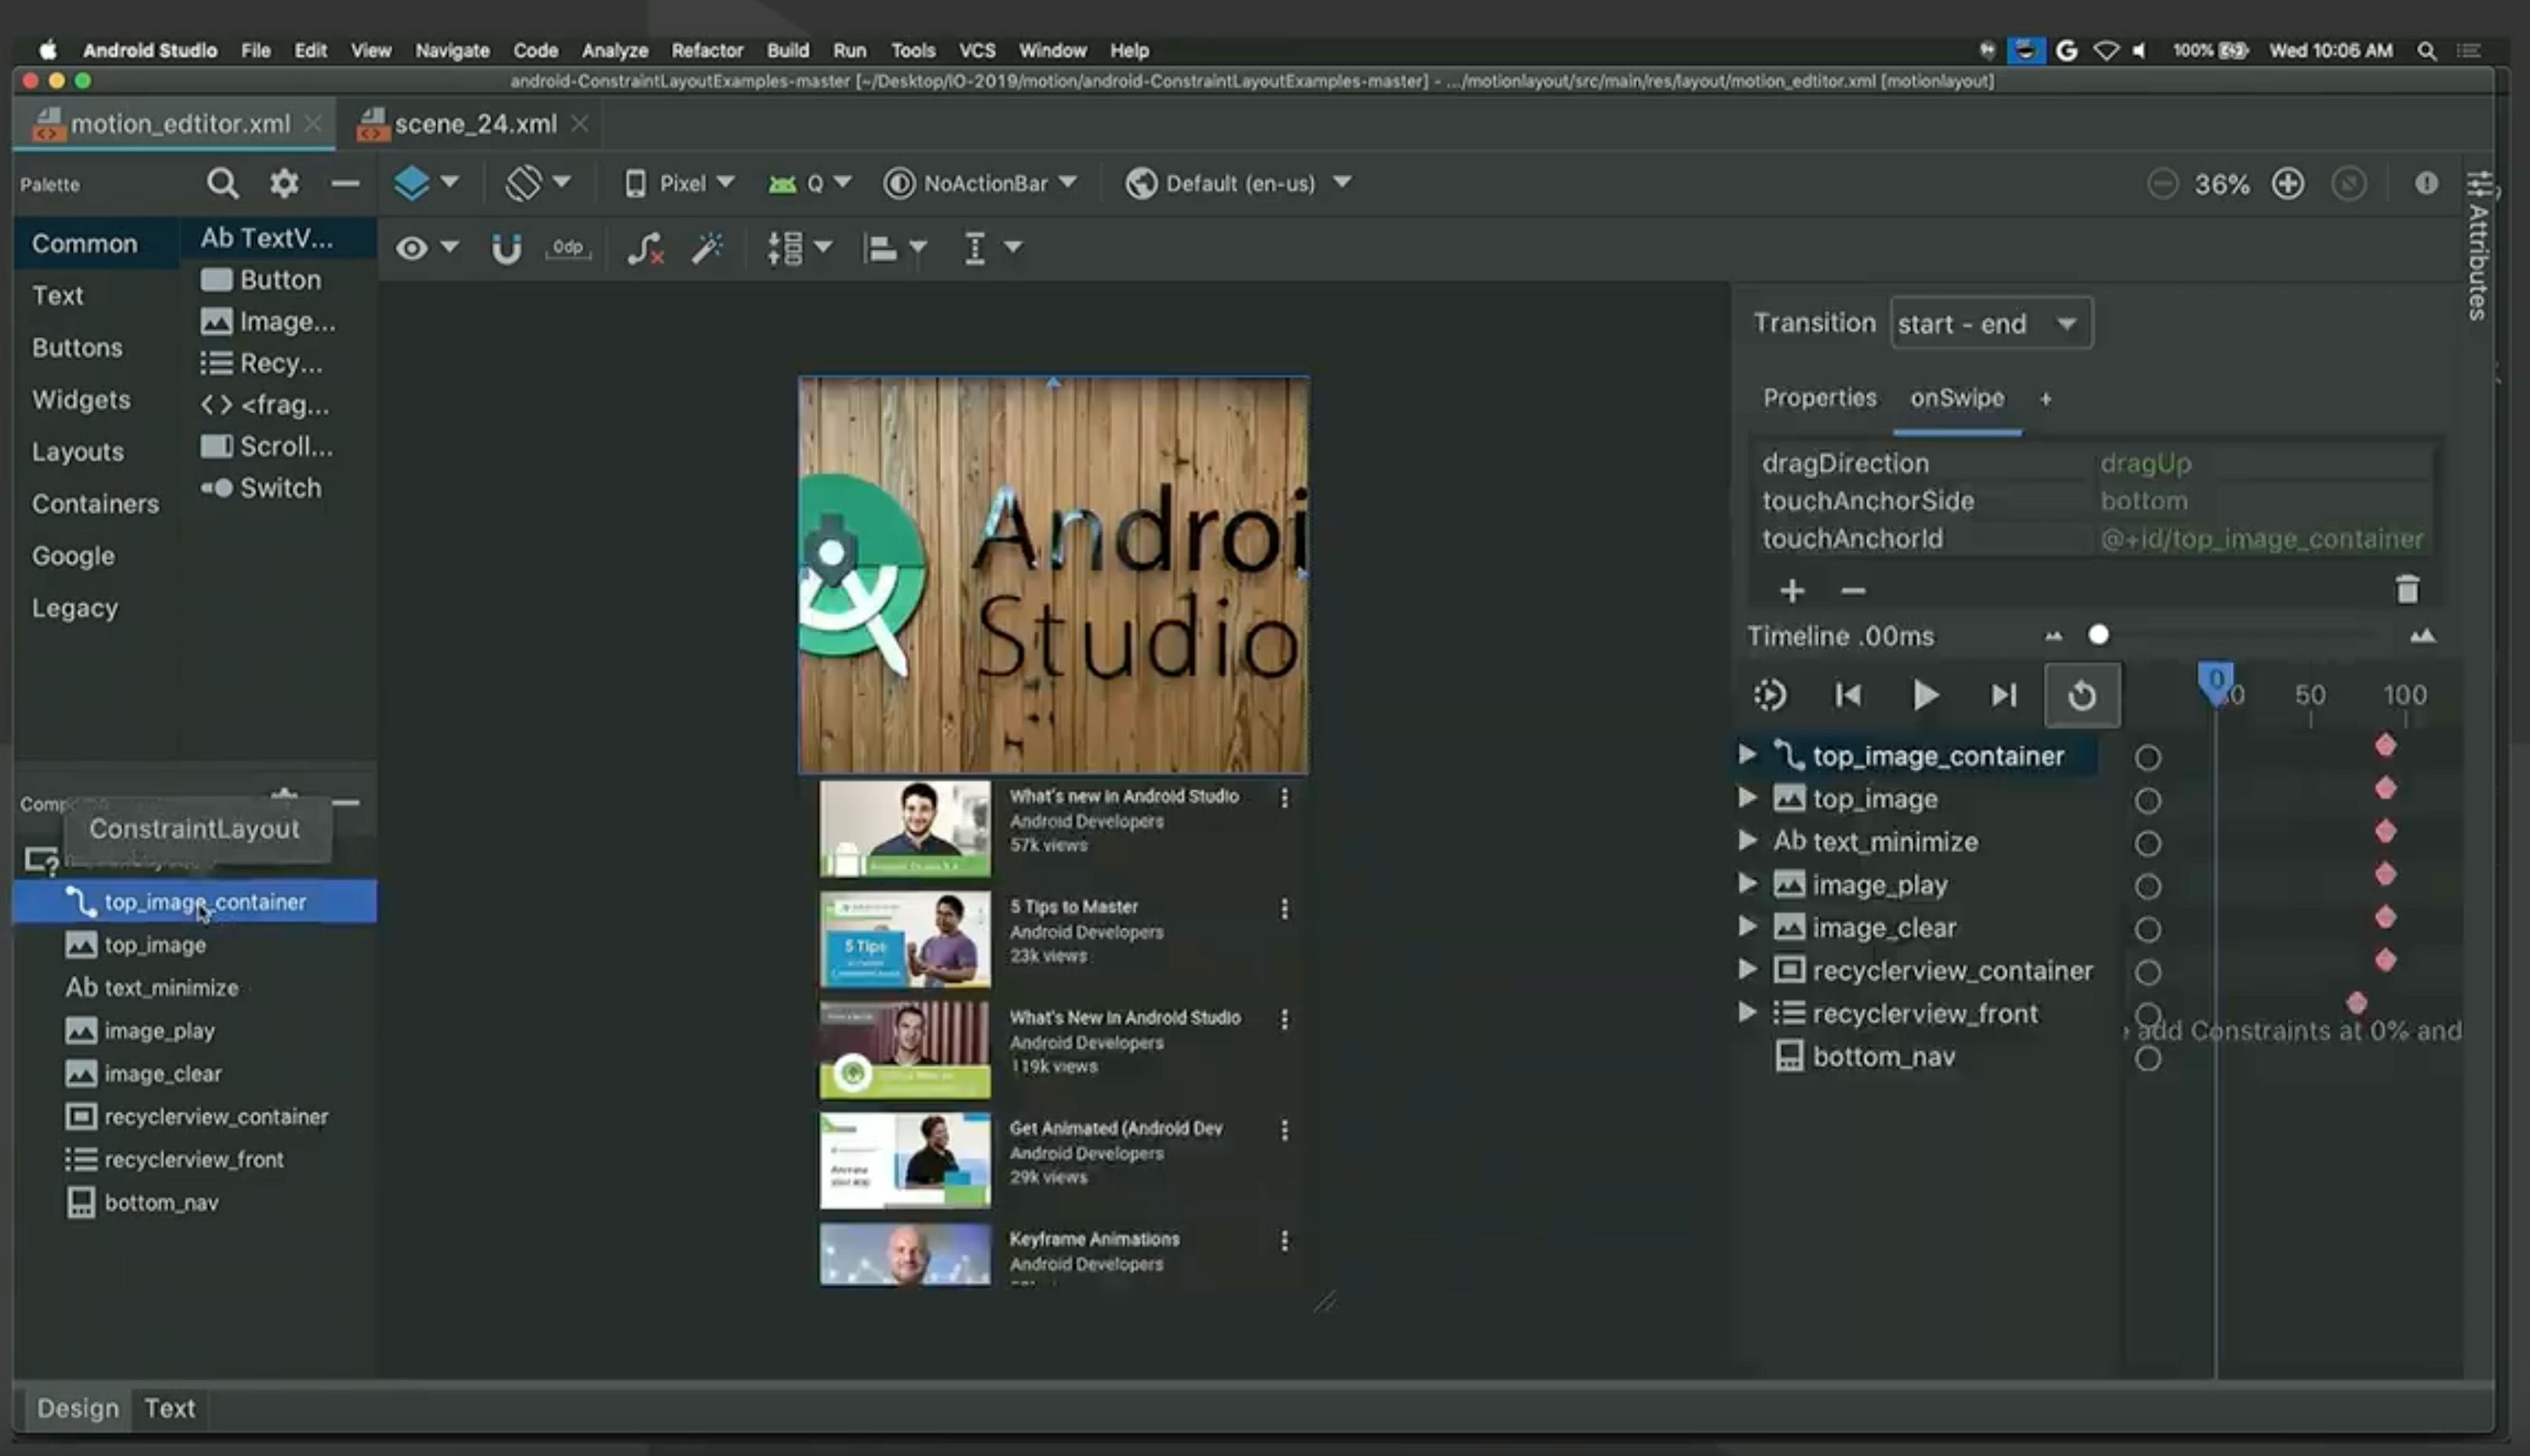 Android Studio File Edit View Navigate Code Analyze Refactor Build Run Tools VCS Window Help
100% Wed 10:06 AM
android-ConstraintLayoutExamples-master [~/Desktop/IO-2019/motion/android-ConstraintLayoutExamples-master] - .../motionlayout/src/main/res/layout/motion_edtitor.xml [motionlayout]
motion_edtitor.xml
scene_24.xml
Palette
Pixel
Q
NoActionBar
Default (en-us)
36%
Attributes
0dp
Common
Text
Buttons
Widgets
Layouts
Containers
Google
Legacy
Ab TextV...
Button
Image...
Recy...
<frag...
Scroll...
Switch
Comp
ConstraintLayout
top_image_container
top_image
Ab text_minimize
image_play
image_clear
recyclerview_container
recyclerview_front
bottom_nav
Androi
Studio
What's new in Android Studio
Android Developers
57k views
5 Tips
5 Tips to Master
Android Developers
23k views
What's New in Android Studio
Android Developers
119k views
Get Animated (Android Dev
Android Developers
29k views
Keyframe Animations
Android Developers
Transition start - end
Properties onSwipe +
dragDirection dragUp
touchAnchorSide bottom
touchAnchorId @+id/top_image_container
Timeline .00ms
0 50 100
top_image_container
top_image
Ab text_minimize
image_play
image_clear
recyclerview_container
recyclerview_front
add Constraints at 0% and
bottom_nav
Design Text